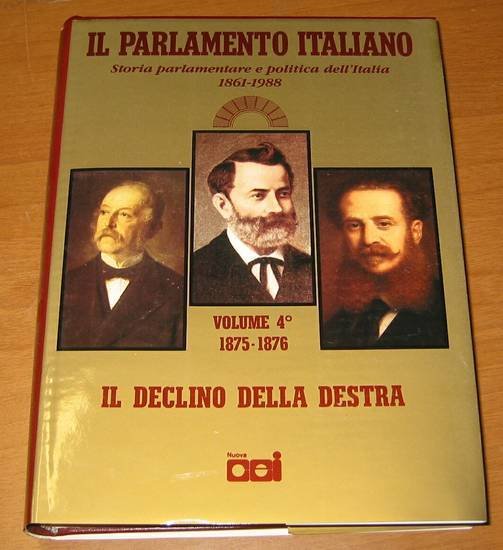 IL PARLAMENTO ITALIANO
Storia parlamentare e politica dell'Italia
1861-1988
VOLUME 4°
1875-1876
IL DECLINO DELLA DESTRA
Nuova
CEI